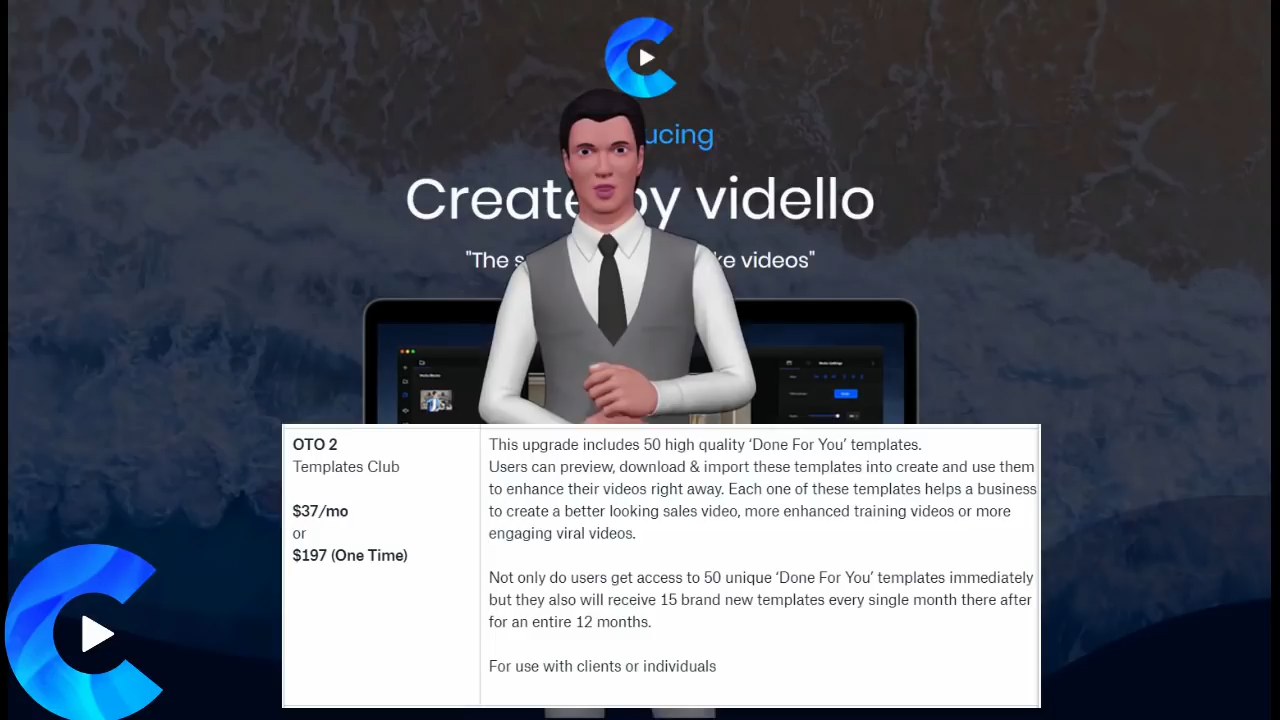 ucing
Create by vidello
"The s ke videos"
OTO 2
Templates Club
$37/mo
or
$197 (One Time)
This upgrade includes 50 high quality ‘Done For You’ templates.
Users can preview, download & import these templates into create and use them
to enhance their videos right away. Each one of these templates helps a business
to create a better looking sales video, more enhanced training videos or more
engaging viral videos.
Not only do users get access to 50 unique ‘Done For You’ templates immediately
but they also will receive 15 brand new templates every single month there after
for an entire 12 months.
For use with clients or individuals